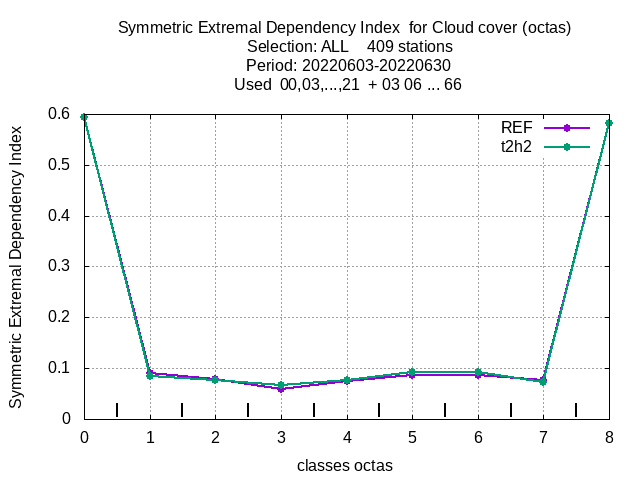 Symmetric Extremal Dependency Index  for Cloud cover (octas)
Selection: ALL    409 stations
Period: 20220603-20220630
Used  00,03,...,21  + 03 06 ... 66
REF
t2h2
Symmetric Extremal Dependency Index
0.6
0.5
0.4
0.3
0.2
0.1
0
0 1 2 3 4 5 6 7 8
classes octas